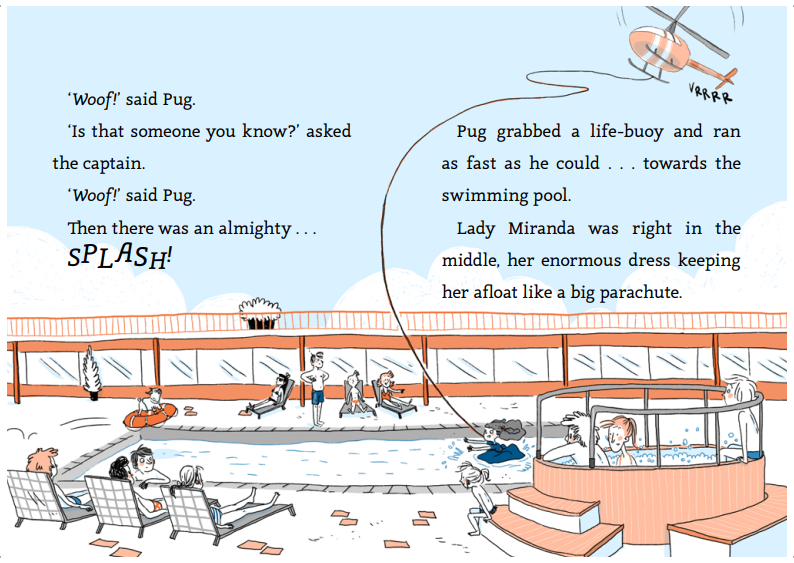 ‘Woof!’ said Pug.
‘Is that someone you know?’ asked
the captain.
‘Woof!’ said Pug.
Then there was an almighty . . .
SPLASH!
VRRRR
Pug grabbed a life-buoy and ran
as fast as he could . . . towards the
swimming pool.
Lady Miranda was right in the
middle, her enormous dress keeping
her afloat like a big parachute.